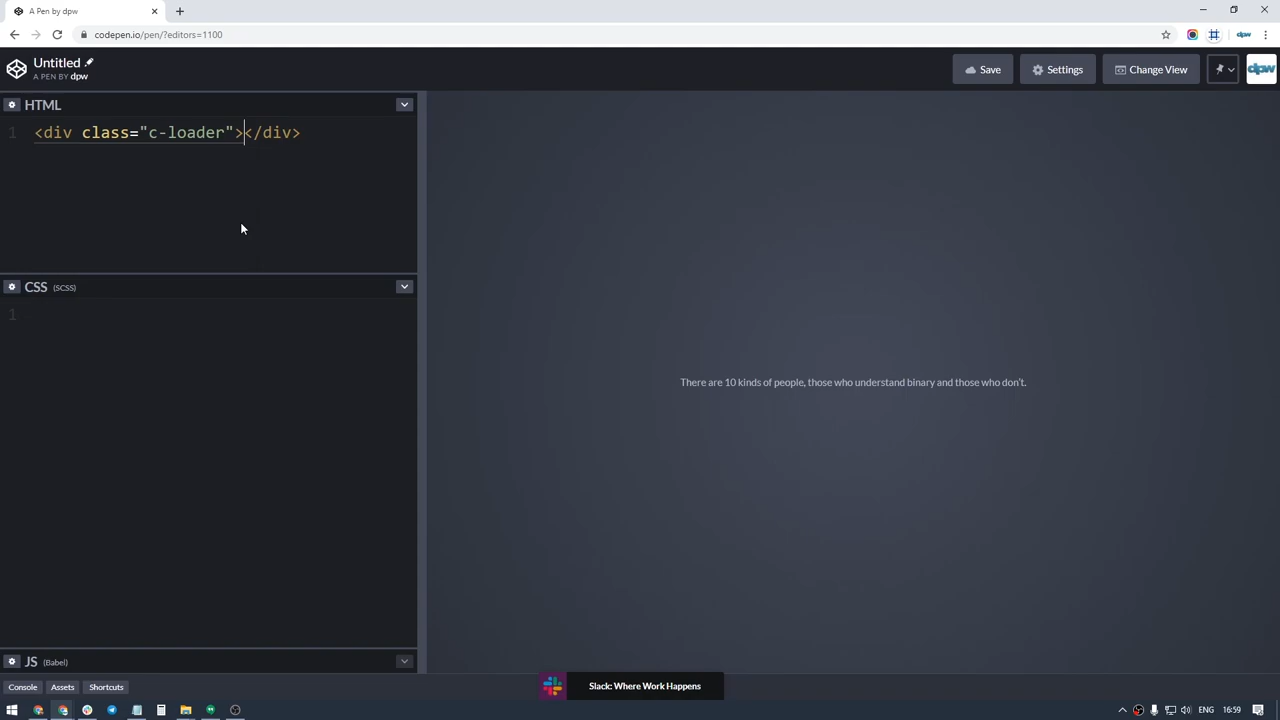 A Pen by dpw
codepen.io/pen/?editors=1100
dpw
Untitled
A PEN BY dpw
Save
Settings
Change View
dpw
HTML
1
<div class="c-loader"></div>
CSS (SCSS)
1
There are 10 kinds of people, those who understand binary and those who don't.
JS (Babel)
Console
Assets
Shortcuts
Slack: Where Work Happens
ENG
16:59